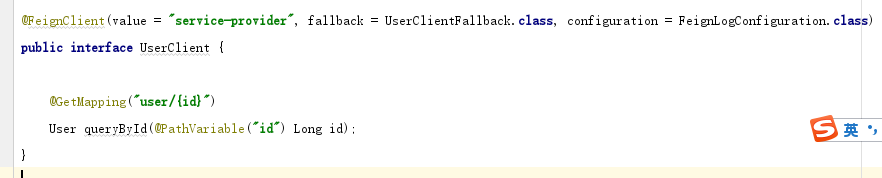 @FeignClient(value = "service-provider", fallback = UserClientFallback.class, configuration = FeignLogConfiguration.class)
public interface UserClient {
@GetMapping("user/{id}")
User queryById(@PathVariable("id") Long id);
}
S 英